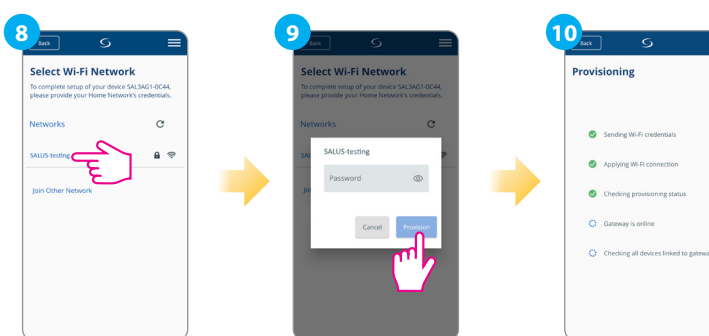 8
Back
Select Wi-Fi Network
To complete setup of your device SAL3AG1-0C44,
please provide your Home Network's credentials.
Networks
SALUS-testing
Join Other Network
9
Back
Select Wi-Fi Network
To complete setup of your device SAL3AG1-0C44,
please provide your Home Network's credentials.
Networks
SALUS-testing
Password
Cancel
Provision
10
Back
Provisioning
Sending Wi-Fi credentials
Applying Wi-Fi connection
Checking provisioning status
Gateway is online
Checking all devices linked to gatewa